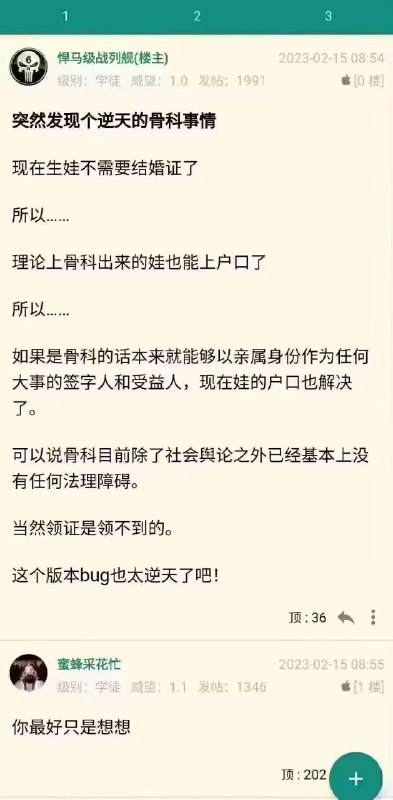 1 2 3
悍马级战列舰(楼主) 2023-02-15 08:54
级别：学徒 威望：1.0 发帖：1991 [0 楼]
突然发现个逆天的骨科事情
现在生娃不需要结婚证了
所以……
理论上骨科出来的娃也能上户口了
所以……
如果是骨科的话本来就能够以亲属身份作为任何
大事的签字人和受益人，现在娃的户口也解决
了。
可以说骨科目前除了社会舆论之外已经基本上没
有任何法理障碍。
当然领证是领不到的。
这个版本bug也太逆天了吧！
顶：36
蜜蜂采花忙 2023-02-15 08:55
级别：学徒 威望：1.1 发帖：1346 [1 楼]
你最好只是想想
顶：202